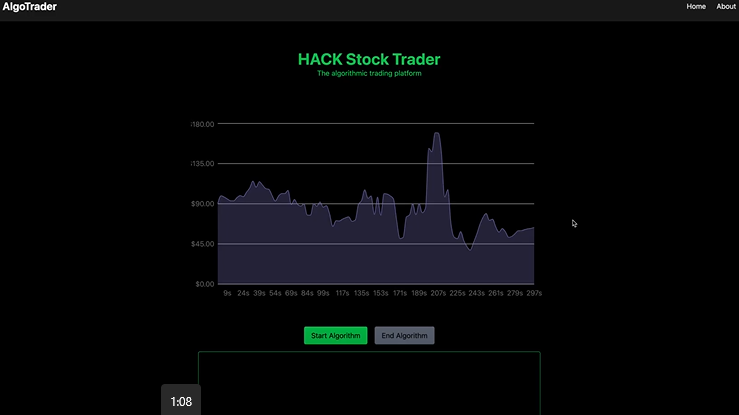 AlgoTrader
Home About
HACK Stock Trader
The algorithmic trading platform
$180.00
$135.00
$90.00
$45.00
$0.00
9s 24s 39s 54s 69s 84s 99s 117s 135s 153s 171s 189s 207s 225s 243s 261s 279s 297s
Start Algorithm End Algorithm
1:08